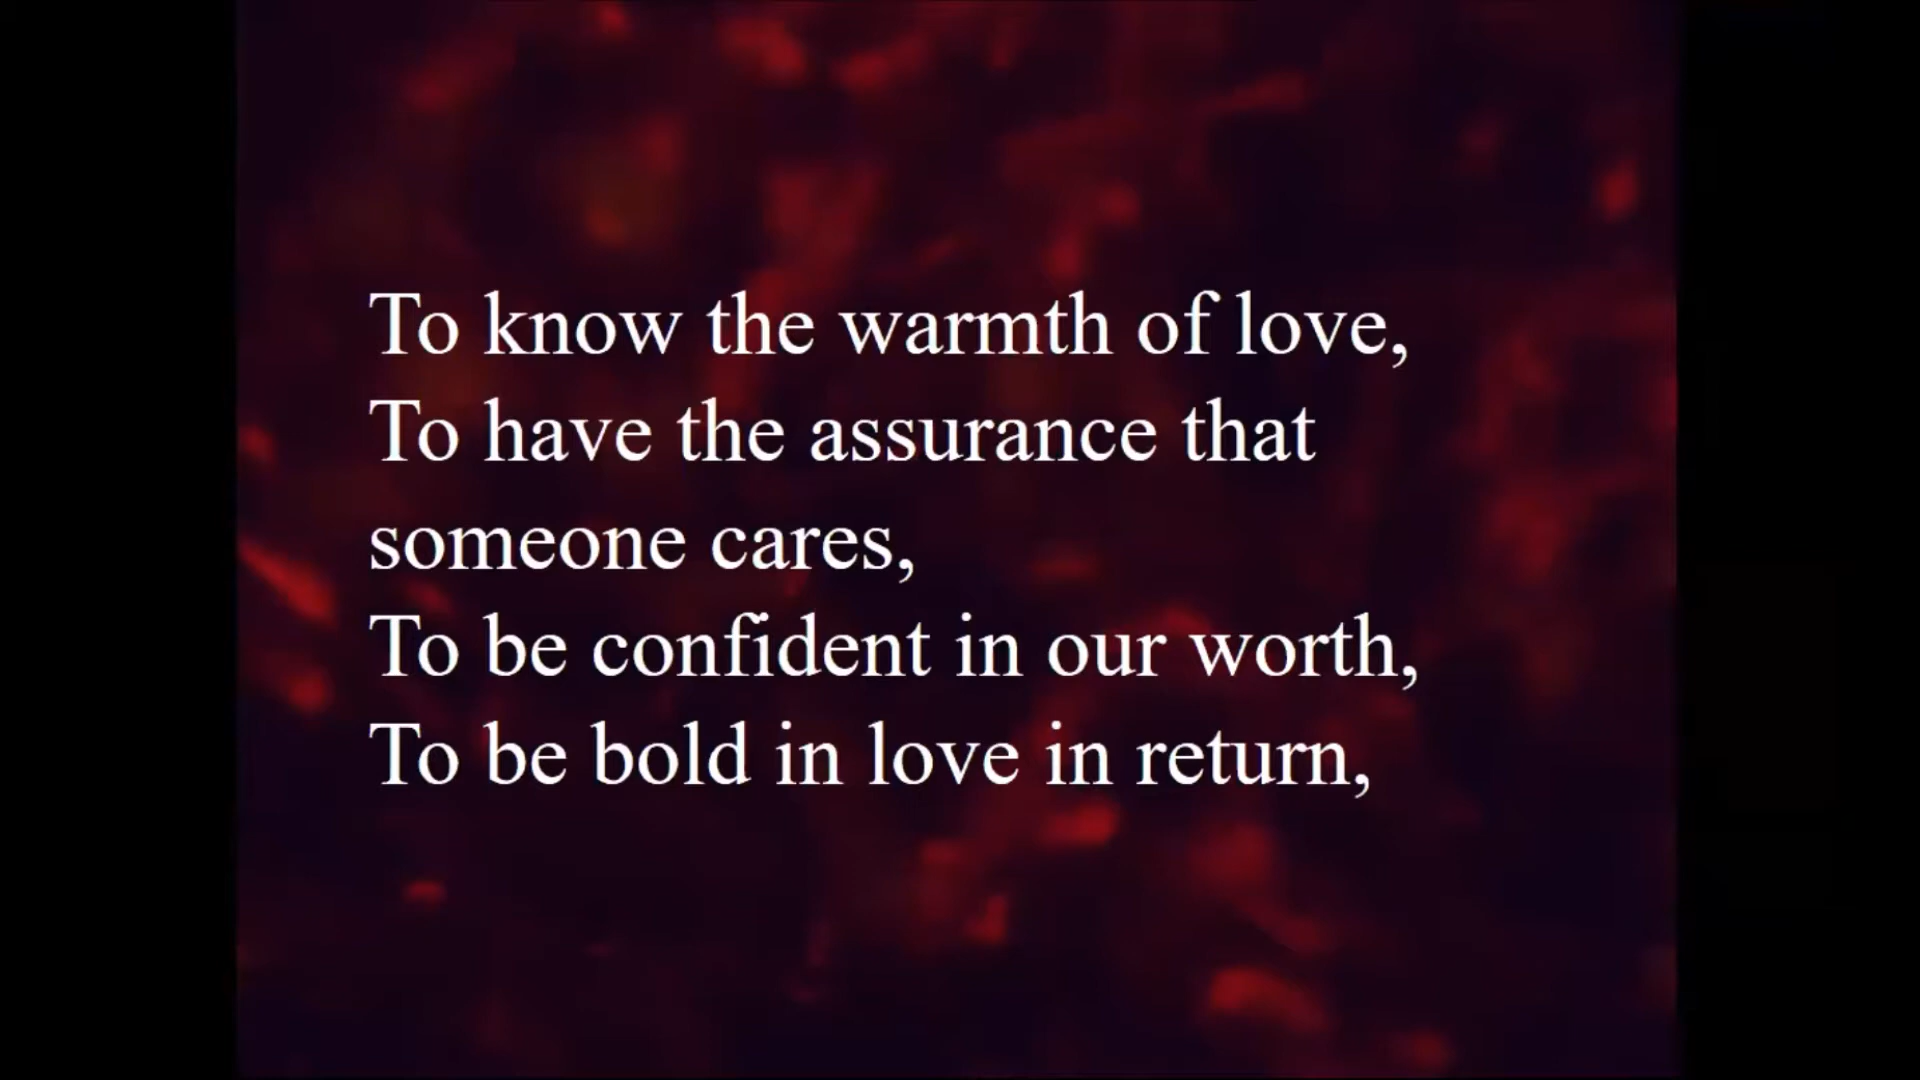 To know the warmth of love,
To have the assurance that
someone cares,
To be confident in our worth,
To be bold in love in return,